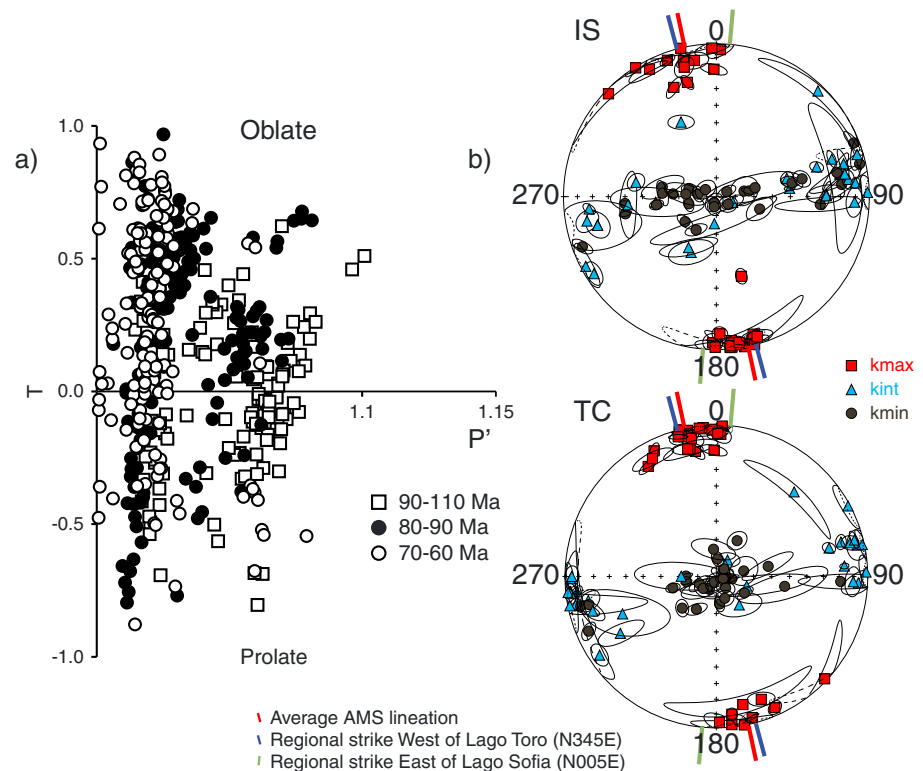 a)
Oblate
1.0
0.5
0.0
-0.5
-1.0
T
1.1
1.15
P'
90-110 Ma
80-90 Ma
70-60 Ma
Prolate
b)
IS
0
270
90
180
kmax
kint
kmin
TC
0
270
90
180
Average AMS lineation
Regional strike West of Lago Toro (N345E)
Regional strike East of Lago Sofia (N005E)